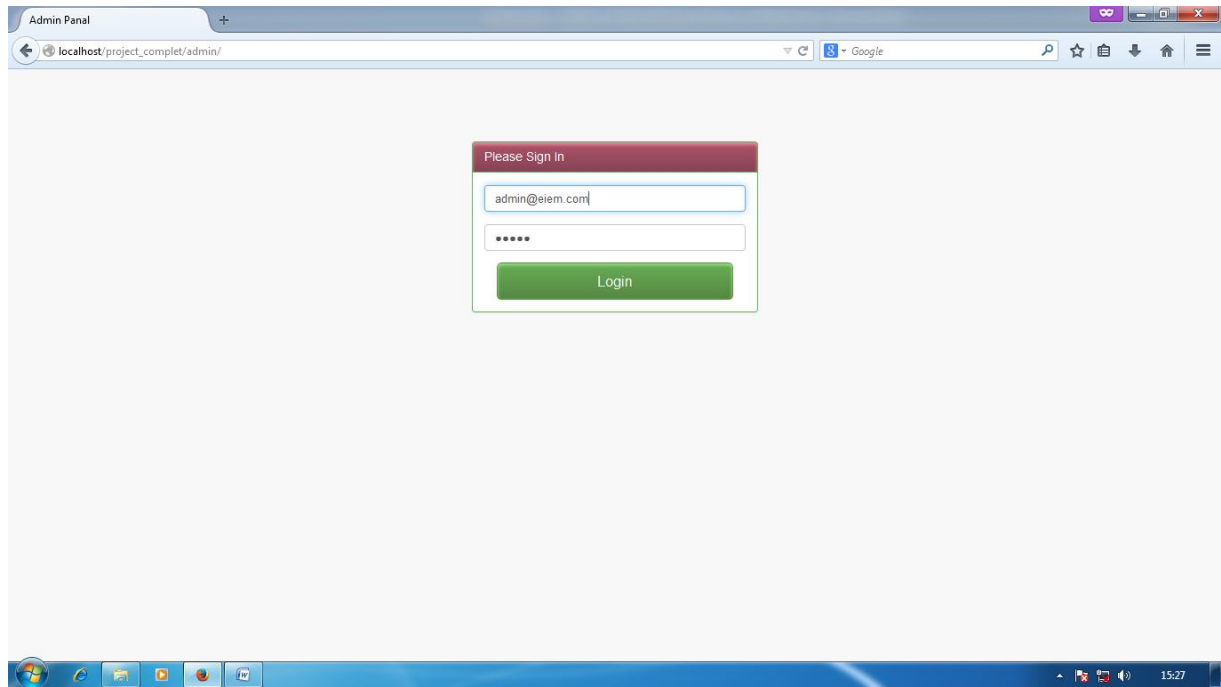 Admin Panal
localhost/project_complet/admin/
Google
Please Sign In
admin@eiem.com
•••••
Login
15:27